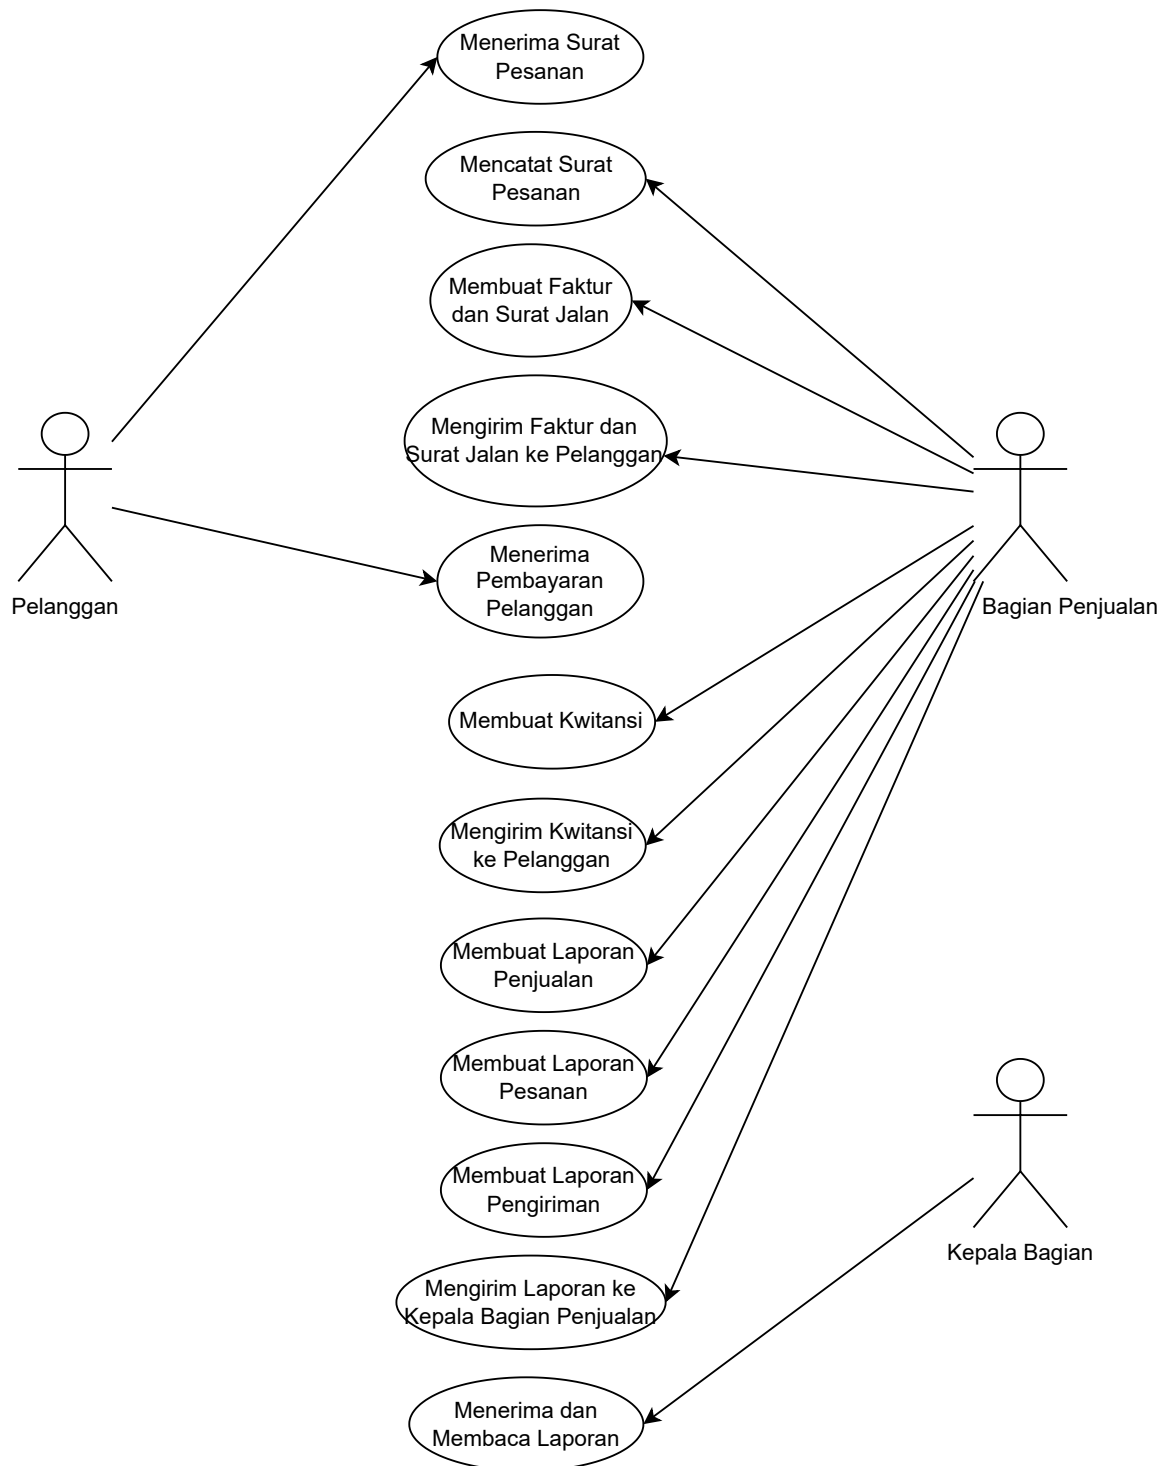 Menerima Surat
Pesanan
Mencatat Surat
Pesanan
Membuat Faktur
dan Surat Jalan
Mengirim Faktur dan
Surat Jalan ke Pelanggan
Pelanggan
Menerima
Pembayaran
Pelanggan
Bagian Penjualan
Membuat Kwitansi
Mengirim Kwitansi
ke Pelanggan
Membuat Laporan
Penjualan
Membuat Laporan
Pesanan
Membuat Laporan
Pengiriman
Kepala Bagian
Mengirim Laporan ke
Kepala Bagian Penjualan
Menerima dan
Membaca Laporan